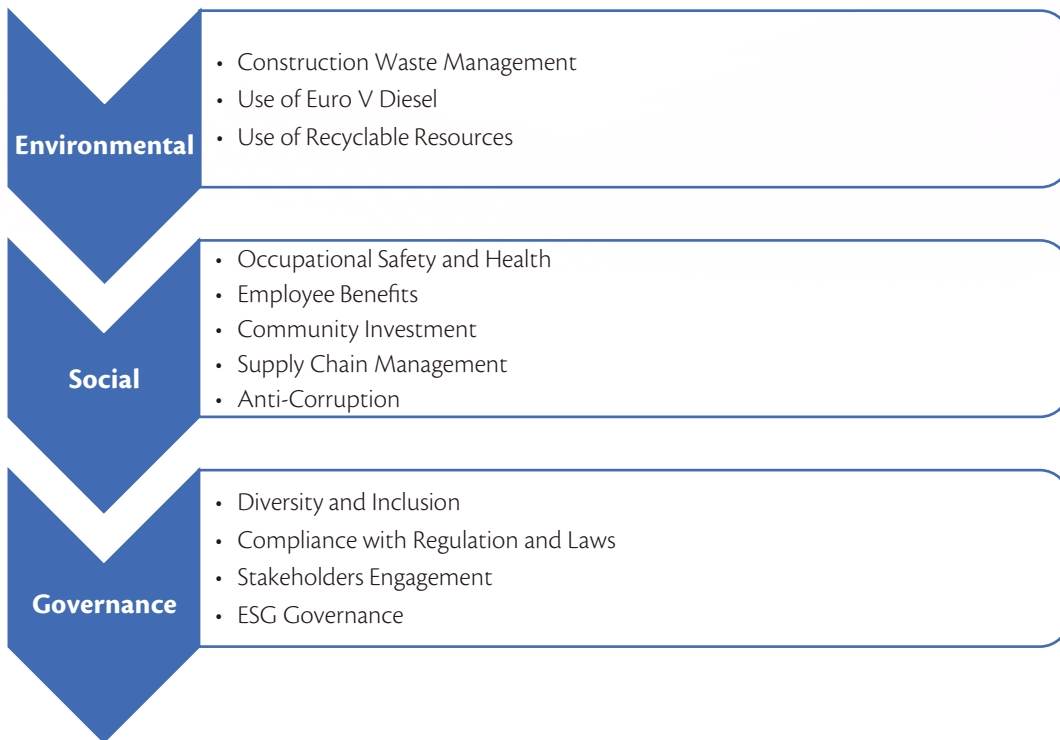 Environmental
• Construction Waste Management
• Use of Euro V Diesel
• Use of Recyclable Resources
Social
• Occupational Safety and Health
• Employee Benefits
• Community Investment
• Supply Chain Management
• Anti-Corruption
Governance
• Diversity and Inclusion
• Compliance with Regulation and Laws
• Stakeholders Engagement
• ESG Governance